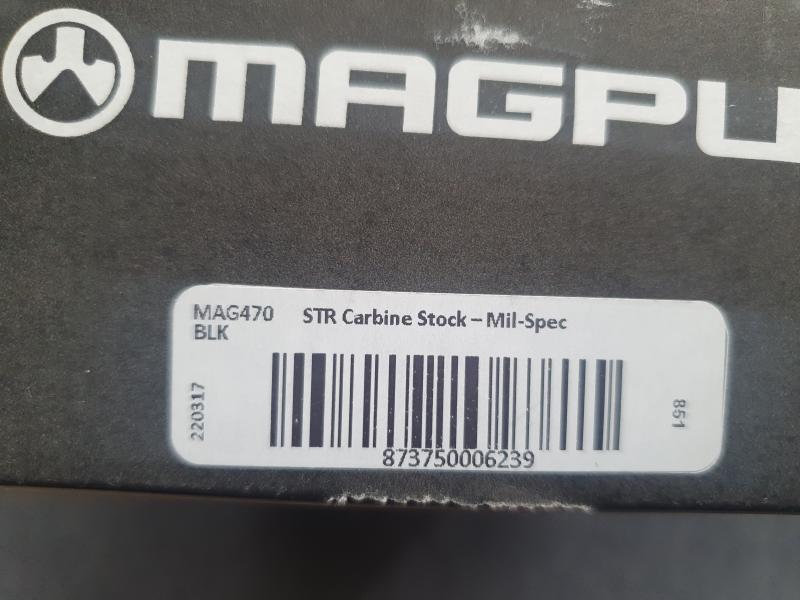 MAGPU
MAG470 STR Carbine Stock – Mil-Spec
BLK
220317
851
873750006239